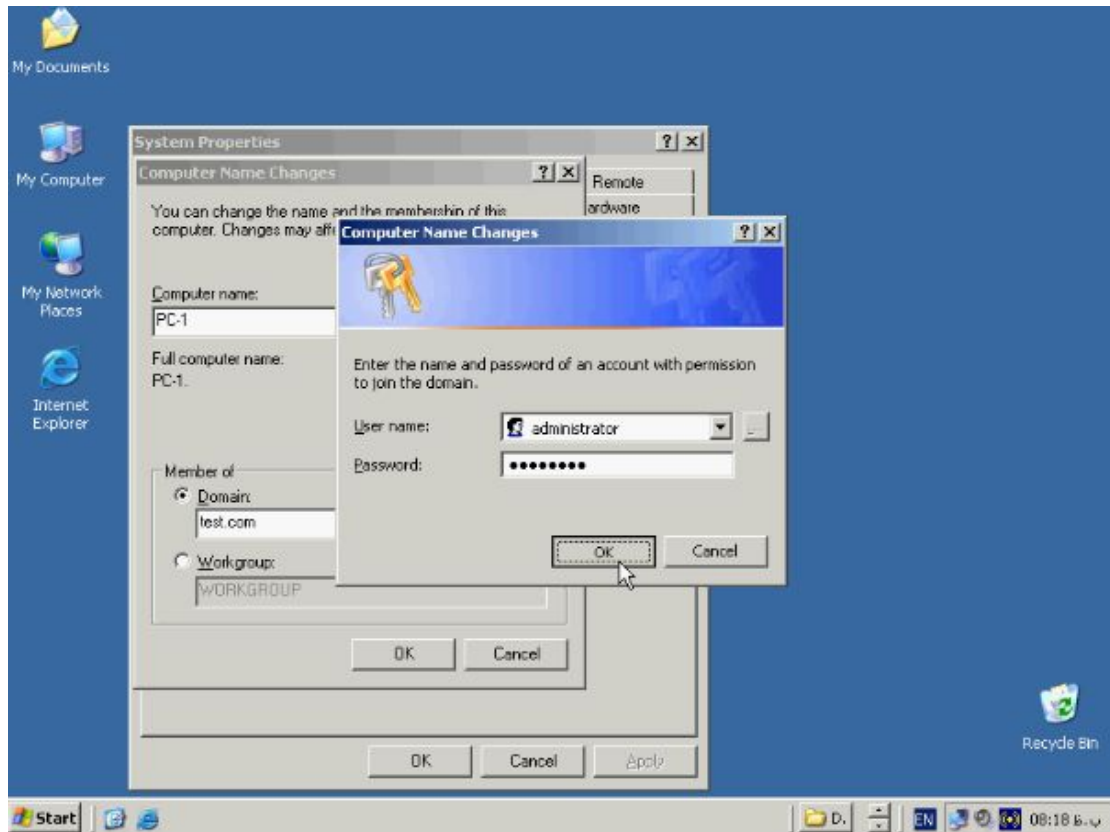 My Documents
My Computer
My Network
Places
Internet
Explorer
System Properties
Computer Name Changes
Remote
ardware
You can change the name and the membership of this
computer. Changes may affe
Computer name:
PC-1
Full computer name:
PC-1.
Member of
Domain:
test.com
Workgroup:
WORKGROUP
OK Cancel
OK Cancel Apply
Computer Name Changes
Enter the name and password of an account with permission
to join the domain.
User name:
administrator
Password:
OK Cancel
Recycle Bin
Start
D.
EN
08:18 ب.ظ